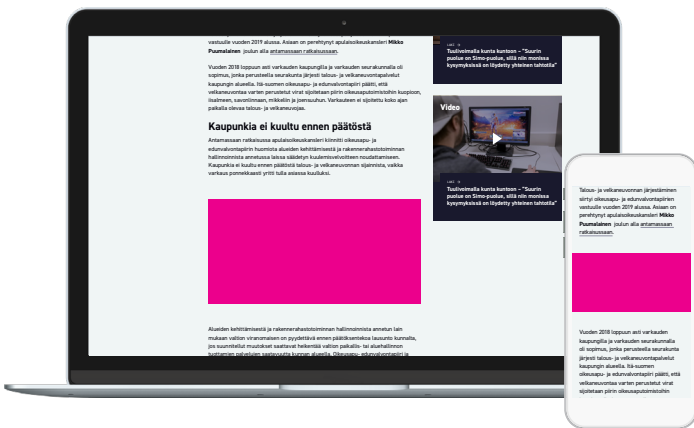 vastuulle vuoden 2019 alussa. Asiaan on perehtynyt apulaisoikeuskansleri Mikko
Puumalainen joulun alla antamassaan ratkaisussaan.
Vuoden 2018 loppuun asti varkauden kaupungilla ja varkauden seurakunnalla oli
sopimus, jonka perusteella seurakunta järjesti talous- ja velkaneuvontapalvelut
kaupungin alueella. Itä-suomen oikeusapu- ja edunvalvontapiiri päätti, että
velkaneuvontaa varten perustetut virat sijoitetaan piirin oikeusaputoimistoihin kuopioon,
iisalmeen, savonlinnaan, mikkeliin ja joensuuhun. Varkauteen ei sijoitettu koko ajan
paikalla olevaa talous- ja velkaneuvojaa.
Kaupunkia ei kuultu ennen päätöstä
Antamassaan ratkaisussa apulaisoikeuskansleri kiinnitti oikeusapu- ja
edunvalvontapiirin huomiota alueiden kehittämisestä ja rakennerahastotoiminnan
hallinnoinnista annetussa laissa säädetyn kuulemisvelvoitteen noudattamiseen.
Kaupunkia ei kuultu ennen päätöstä talous- ja velkaneuvonnan sijainnista, vaikka
varkaus ponnekkaasti yritti tulla asiassa kuulluksi.
Alueiden kehittämisestä ja rakennerahastotoiminnan hallinnoinnista annetun lain
mukaan valtion viranomaisen on pyydettävä ennen päätöksentekoa lausunto kunnalta,
jos suunnitellut muutokset saattavat heikentää valtion paikallis- tai aluehallinnon
tuottamien palvelujen saatavuutta kunnan alueella. Oikeusapu- edunvalvontapiiri ja
Tuulivoimalla kunta kuntoon – "Suurin
puolue on Simo-puolue, sillä niin monissa
kysymyksissä on löydetty yhteinen tahtotila"
Video
Tuulivoimalla kunta kuntoon – "Suurin
puolue on Simo-puolue, sillä niin monissa
kysymyksissä on löydetty yhteinen tahtotila"
Talous- ja velkaneuvonnan järjestäminen
siirtyi oikeusapu- ja edunvalvontapiirien
vastuulle vuoden 2019 alussa. Asiaan on
perehtynyt apulaisoikeuskansleri Mikko
Puumalainen joulun alla antamassaan
ratkaisussaan.
Vuoden 2018 loppuun asti varkauden
kaupungilla ja varkauden seurakunnalla
oli sopimus, jonka perusteella seurakunta
järjesti talous- ja velkaneuvontapalvelut
kaupungin alueella. Itä-suomen
oikeusapu- ja edunvalvontapiiri päätti, että
velkaneuvontaa varten perustetut virat
sijoitetaan piirin oikeusaputoimistoihin